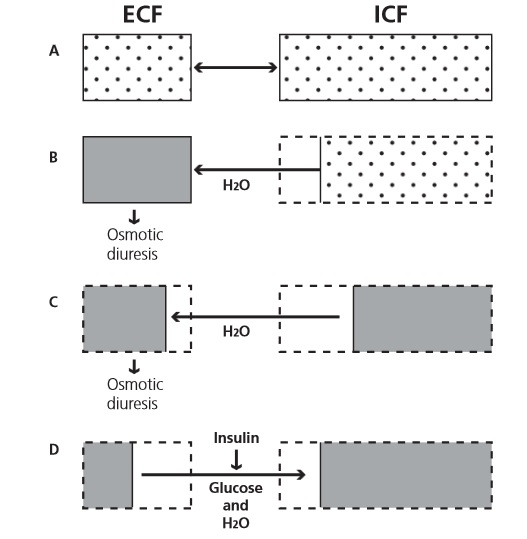 ECF ICF
A
B
H2O
Osmotic
diuresis
C
H2O
Osmotic
diuresis
D
Insulin
Glucose
and
H2O